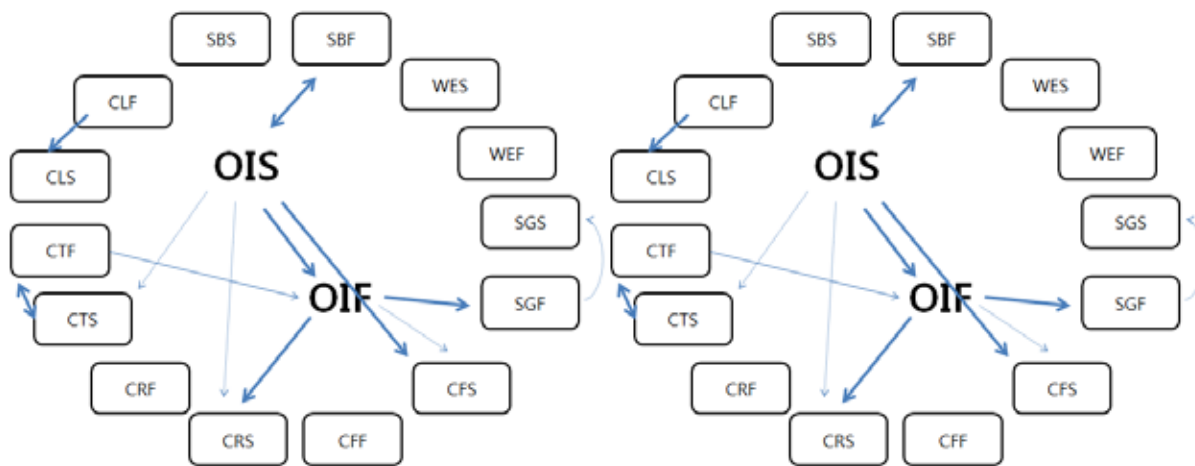 SBS
SBF
CLF
WES
OIS
WEF
CLS
SGS
CTF
OIF
SGF
CTS
CRF
CFS
CRS
CFF
SBS
SBF
CLF
WES
OIS
WEF
CLS
SGS
CTF
OIF
SGF
CTS
CRF
CFS
CRS
CFF